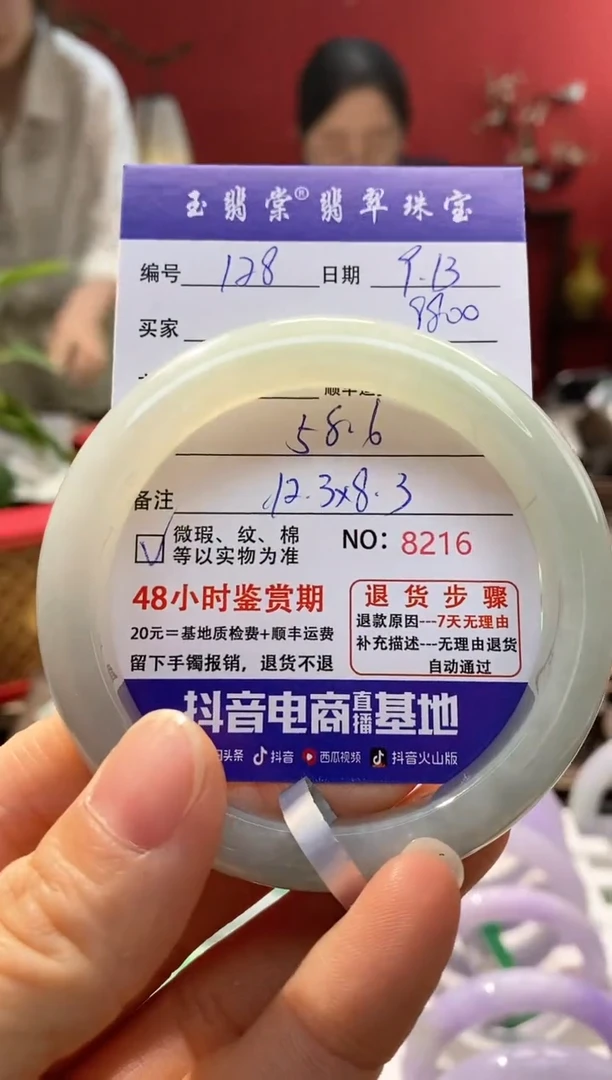 玉翡棠®翡翠珠宝
编号 128 日期 9.13
9800
买家
58.6
备注 12.3x8.3
微瑕、纹、棉
等以实物为准
NO: 8216
48小时鉴赏期
20元=基地质检费+顺丰运费
留下手镯报销，退货不退
退货步骤
退款原因---7天无理由
补充描述---无理由退货
自动通过
抖音电商直播基地
头条 抖音 西瓜视频 抖音火山版